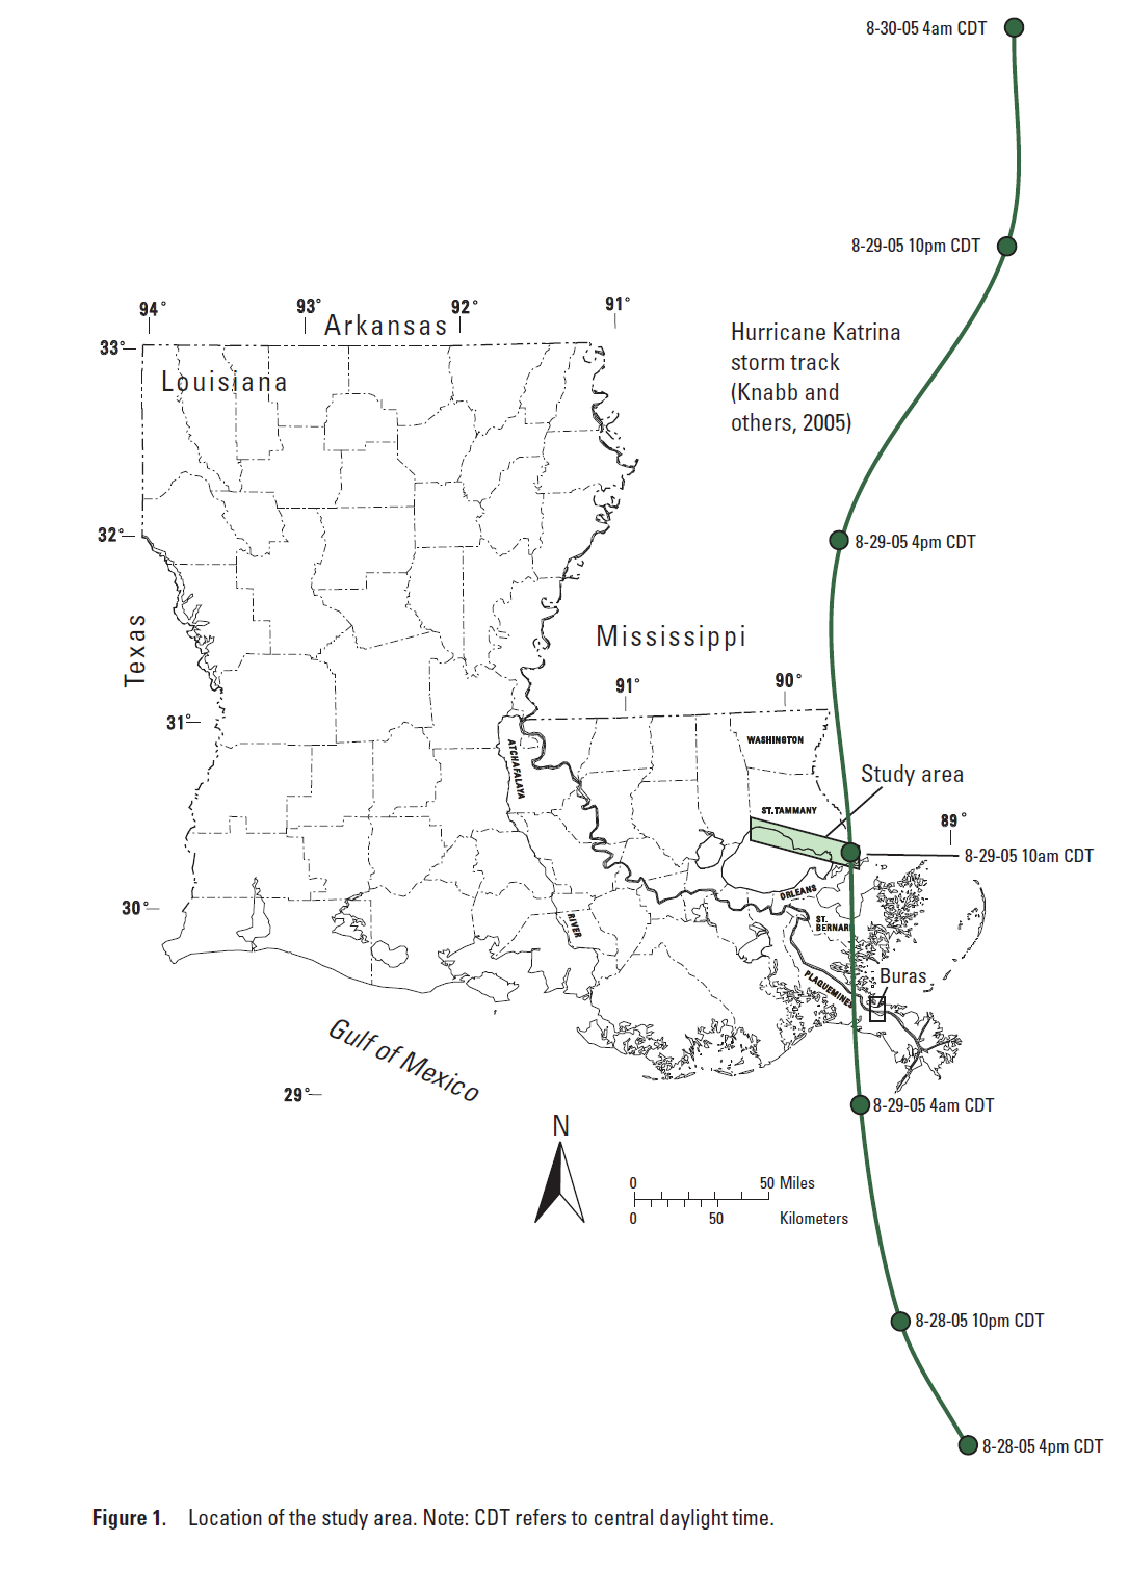 8-30-05 4am CDT
8-29-05 10pm CDT
94°
93°
92°
91°
Arkansas
33°
Louisiana
Hurricane Katrina
storm track
(Knabb and
others, 2005)
32°
8-29-05 4pm CDT
Texas
Mississippi
91°
90°
31°
WASHINGTON
ATCHAFALAYA
Study area
ST. TAMMANY
89°
8-29-05 10am CDT
30°
ORLEANS
RIVER
ST.
BERNARD
PLAQUEMINES
Buras
Gulf of Mexico
29°
8-29-05 4am CDT
N
0 50 Miles
0 50 Kilometers
8-28-05 10pm CDT
8-28-05 4pm CDT
Figure 1. Location of the study area. Note: CDT refers to central daylight time.